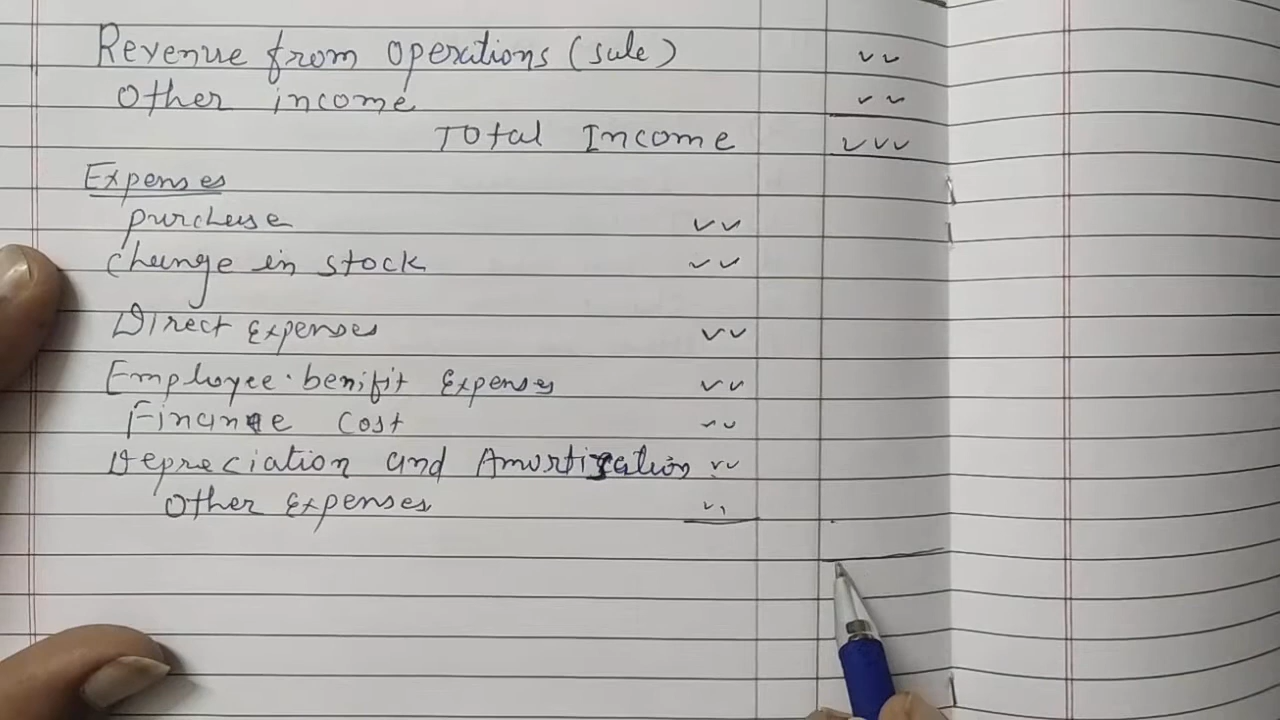 Revenue from operations (sale) ✓✓
Other income ✓✓
Total Income ✓✓✓
Expenses
purchase ✓✓
change in stock ✓✓
Direct Expenses ✓✓
Employee benifit Expenses ✓✓
Finance cost ✓✓
Depreciation and Amortization ✓✓
Other Expenses ✓✓